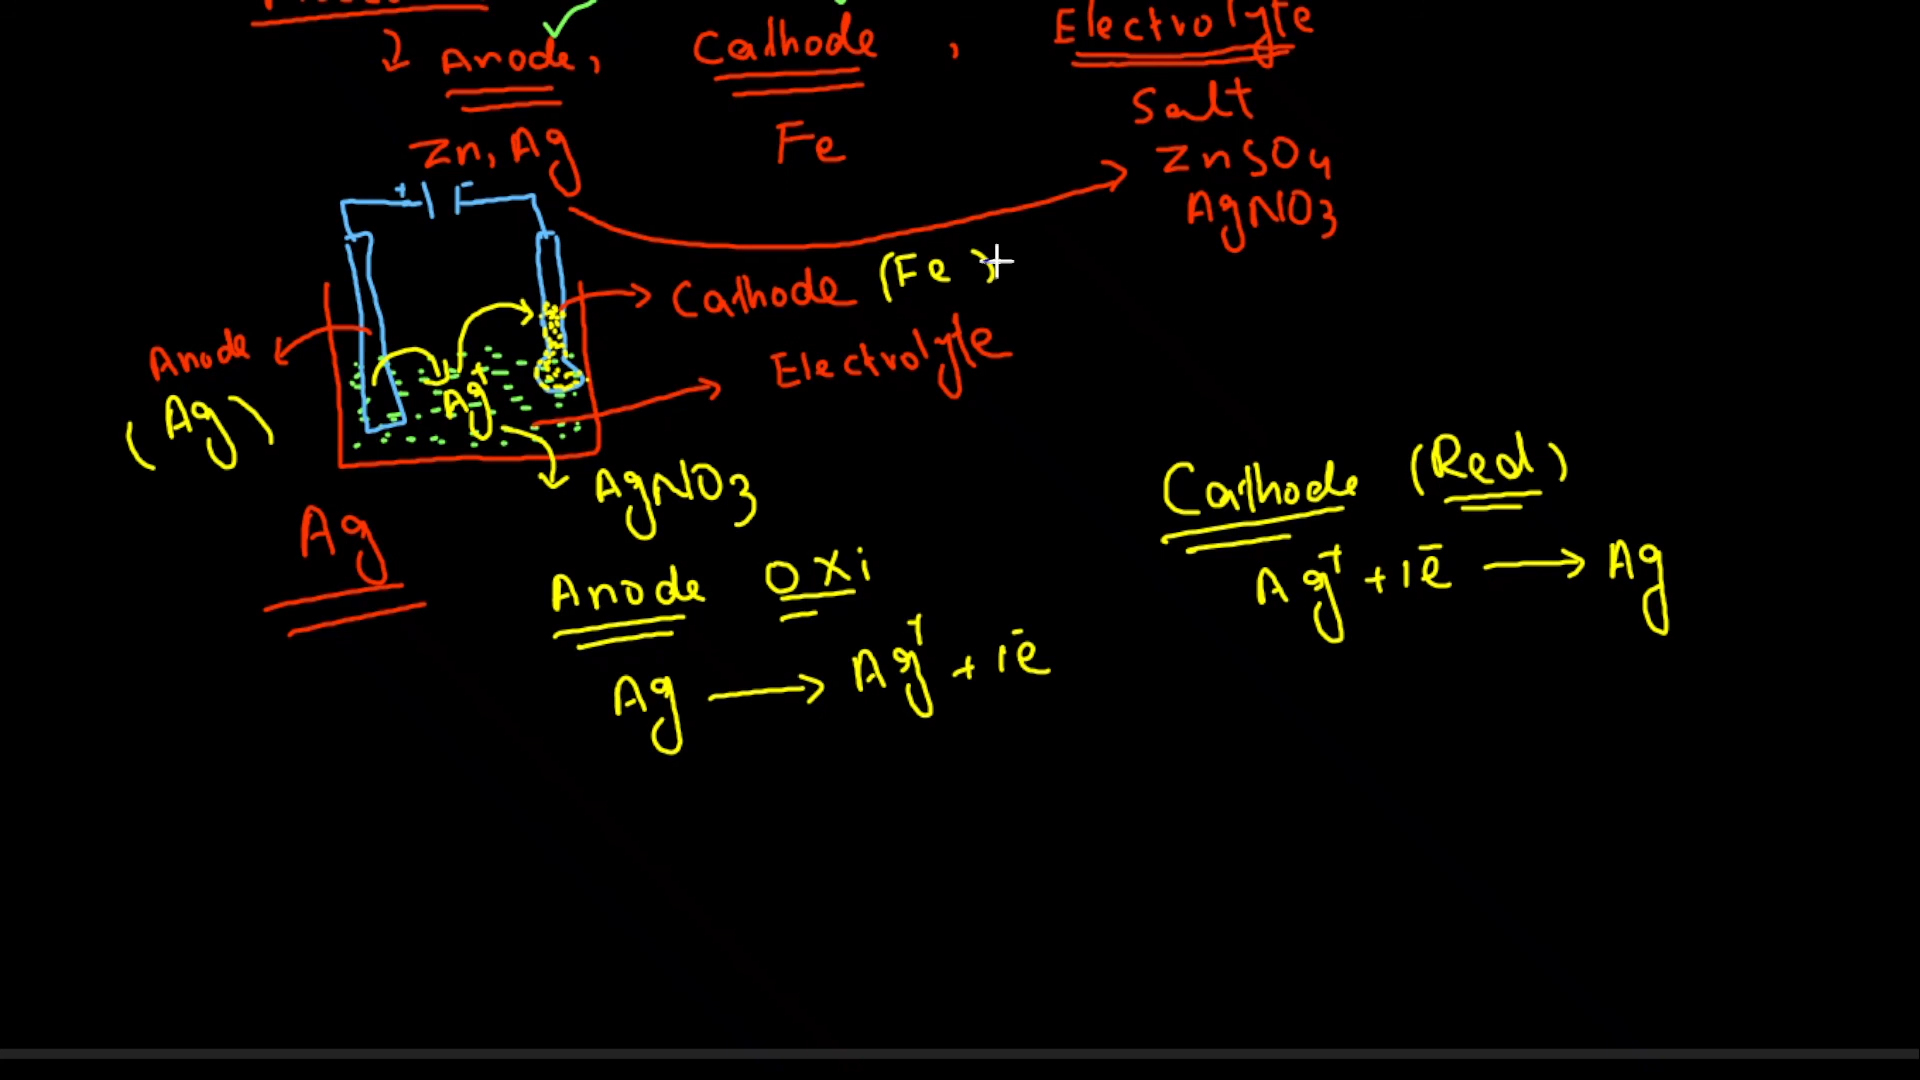 Anode, Cathode, Electrolyte
Salt
Zn, Ag Fe ZnSO4
AgNO3
+ -
Cathode (Fe)
Anode Electrolyte
(Ag) Ag+
AgNO3
Ag
Cathode (Red)
Ag+ + 1e- → Ag
Anode OXi
Ag → Ag+ + 1e-